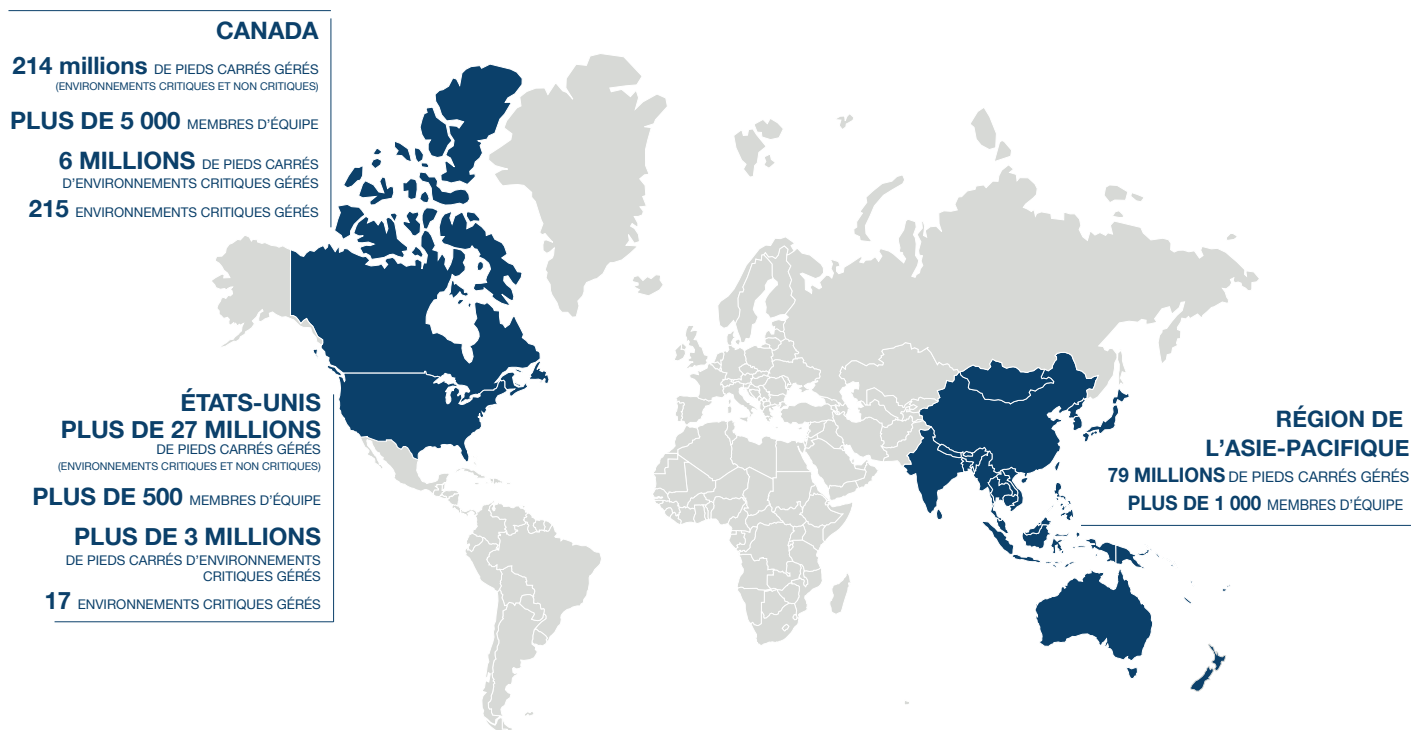 CANADA
214 millions DE PIEDS CARRÉS GÉRÉS
(ENVIRONNEMENTS CRITIQUES ET NON CRITIQUES)
PLUS DE 5 000 MEMBRES D'ÉQUIPE
6 MILLIONS DE PIEDS CARRÉS
D'ENVIRONNEMENTS CRITIQUES GÉRÉS
215 ENVIRONNEMENTS CRITIQUES GÉRÉS
ÉTATS-UNIS
PLUS DE 27 MILLIONS
DE PIEDS CARRÉS GÉRÉS
(ENVIRONNEMENTS CRITIQUES ET NON CRITIQUES)
PLUS DE 500 MEMBRES D'ÉQUIPE
PLUS DE 3 MILLIONS
DE PIEDS CARRÉS D'ENVIRONNEMENTS
CRITIQUES GÉRÉS
17 ENVIRONNEMENTS CRITIQUES GÉRÉS
RÉGION DE
L'ASIE-PACIFIQUE
79 MILLIONS DE PIEDS CARRÉS GÉRÉS
PLUS DE 1 000 MEMBRES D'ÉQUIPE